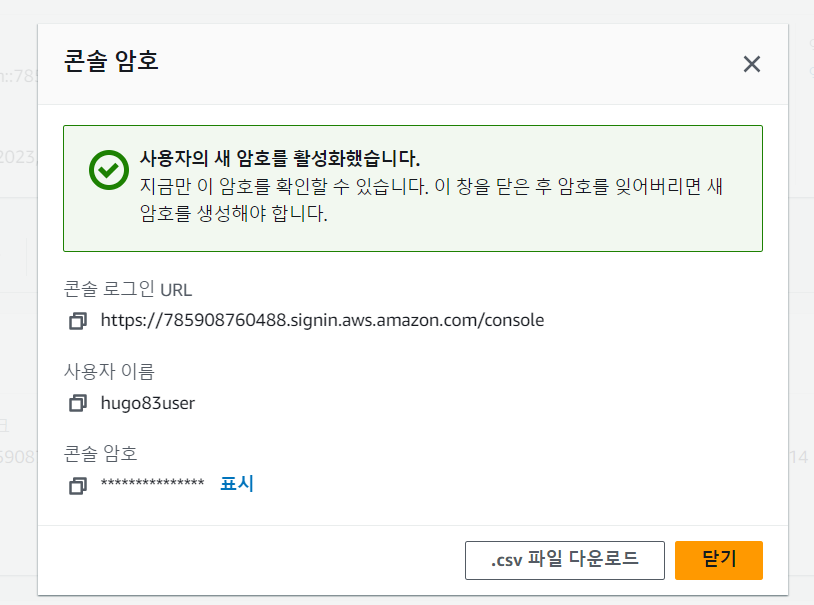 콘솔 암호
사용자의 새 암호를 활성화했습니다.
지금만 이 암호를 확인할 수 있습니다. 이 창을 닫은 후 암호를 잊어버리면 새
암호를 생성해야 합니다.
콘솔 로그인 URL
https://785908760488.signin.aws.amazon.com/console
사용자 이름
hugo83user
콘솔 암호
*************** 표시
.csv 파일 다운로드 닫기